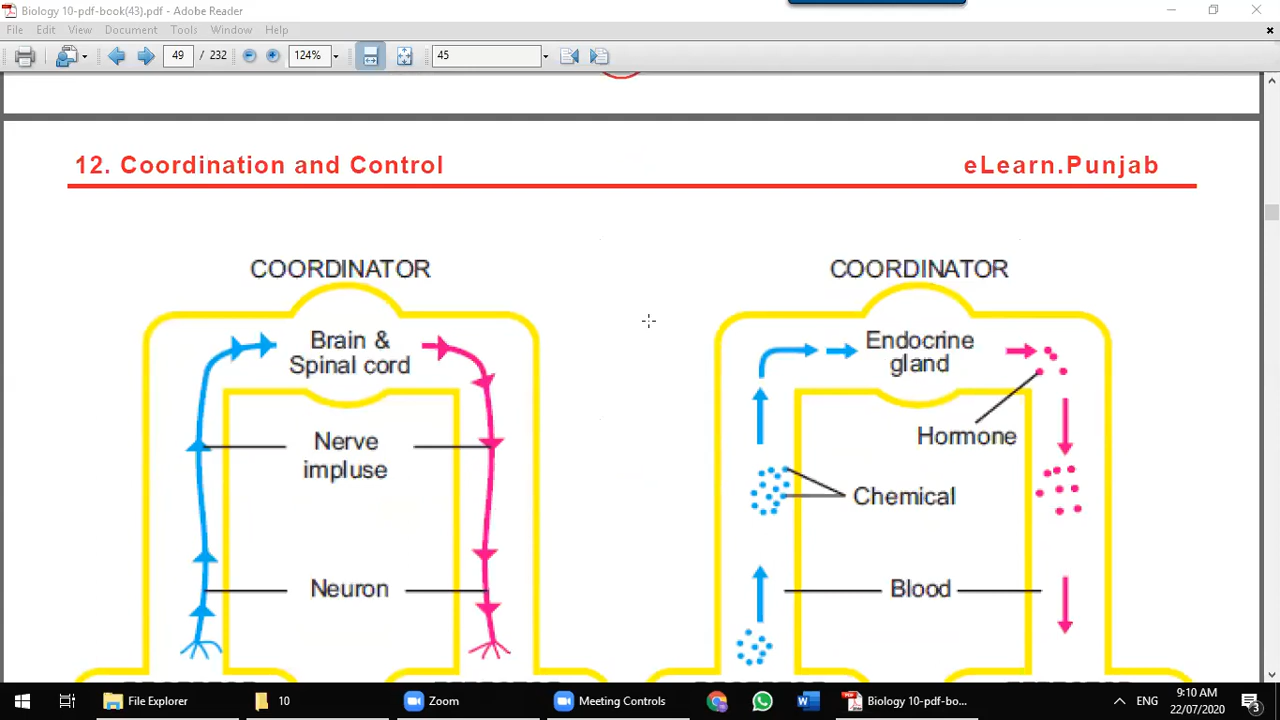 Biology 10-pdf-book(43).pdf - Adobe Reader
File Edit View Document Tools Window Help
49 / 232 124% 45
12. Coordination and Control eLearn.Punjab
COORDINATOR COORDINATOR
Brain &
Spinal cord
Endocrine
gland
Nerve
impluse
Hormone
Chemical
Neuron
Blood
File Explorer 10 Zoom Meeting Controls Biology 10-pdf-bo... ENG 9:10 AM
22/07/2020